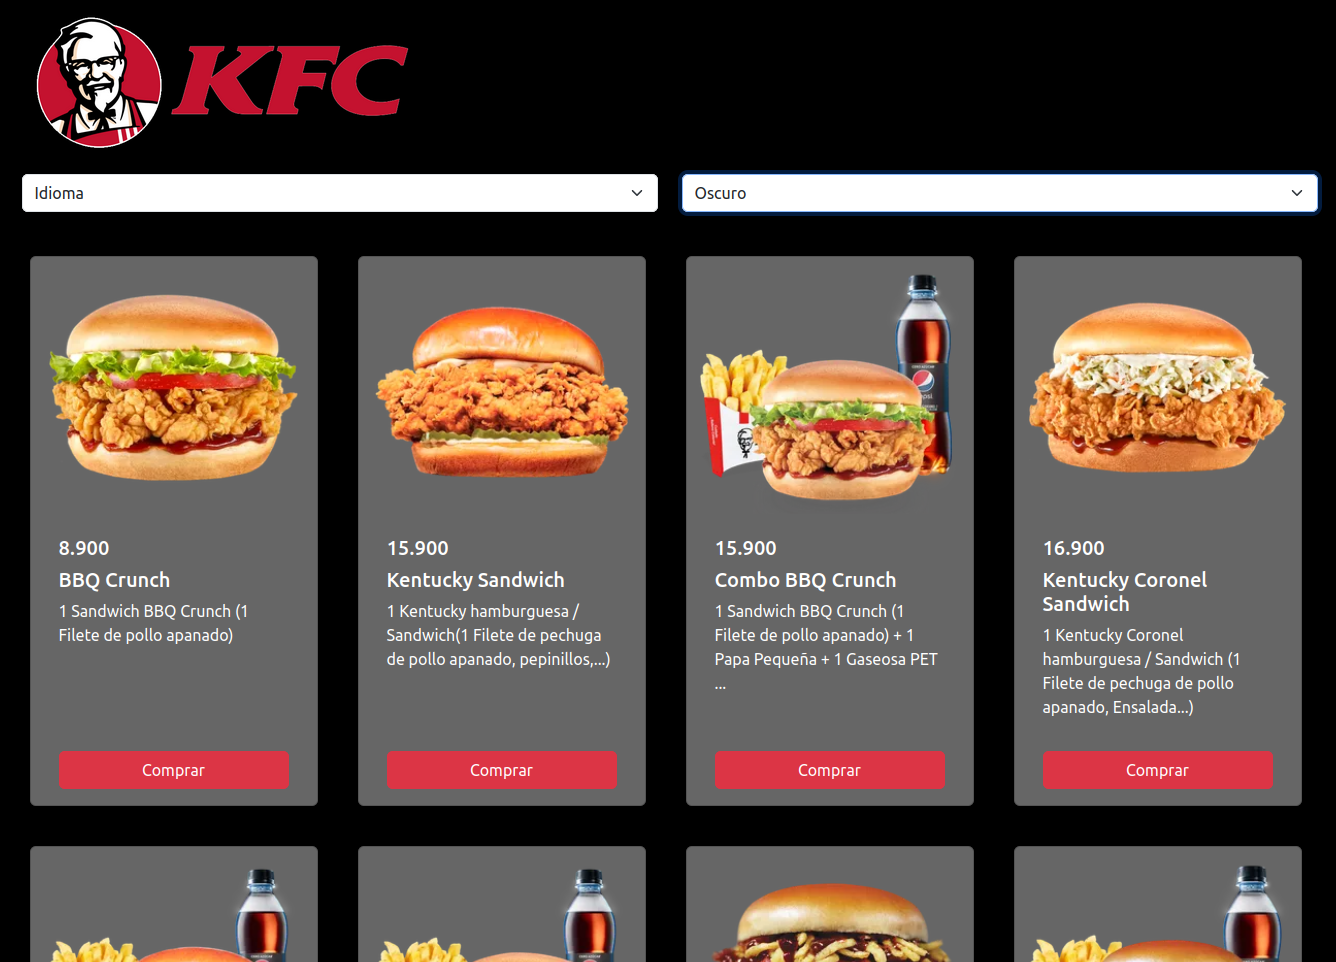 KFC
Idioma
Oscuro
8.900
BBQ Crunch
1 Sandwich BBQ Crunch (1
Filete de pollo apanado)
Comprar
15.900
Kentucky Sandwich
1 Kentucky hamburguesa /
Sandwich(1 Filete de pechuga
de pollo apanado, pepinillos,...)
Comprar
pepsi
15.900
Combo BBQ Crunch
1 Sandwich BBQ Crunch (1
Filete de pollo apanado) + 1
Papa Pequeña + 1 Gaseosa PET
...
Comprar
16.900
Kentucky Coronel
Sandwich
1 Kentucky Coronel
hamburguesa / Sandwich (1
Filete de pechuga de pollo
apanado, Ensalada...)
Comprar